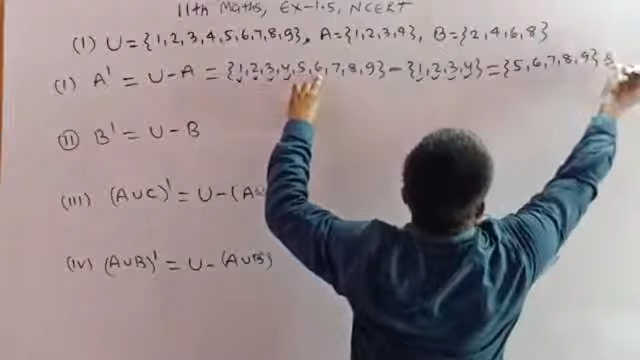 11th Maths, EX-1.5, NCERT
(1) U = {1,2,3,4,5,6,7,8,9}, A={1,2,3,4}, B={2,4,6,8}
(I) A' = U-A = {1,2,3,4,5,6,7,8,9} - {1,2,3,4} = {5,6,7,8,9}
(II) B' = U-B
(III) (A∪C)' = U-(A
(IV) (A∪B)' = U-(A∪B)